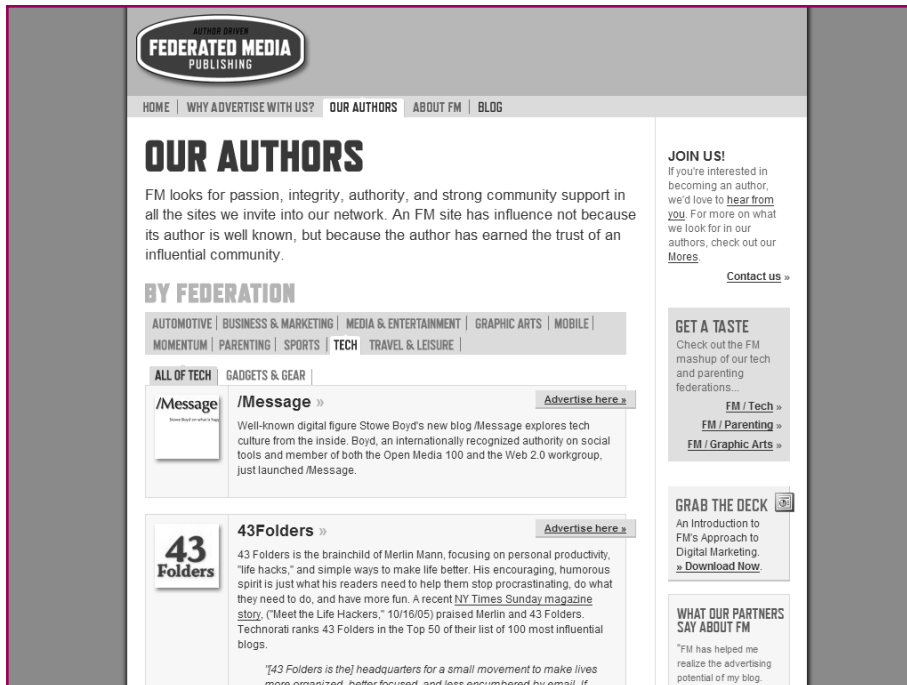 AUTHOR DRIVEN
FEDERATED MEDIA
PUBLISHING
HOME | WHY ADVERTISE WITH US? OUR AUTHORS ABOUT FM | BLOG
OUR AUTHORS
FM looks for passion, integrity, authority, and strong community support in
all the sites we invite into our network. An FM site has influence not because
its author is well known, but because the author has earned the trust of an
influential community.
BY FEDERATION
AUTOMOTIVE | BUSINESS & MARKETING | MEDIA & ENTERTAINMENT | GRAPHIC ARTS | MOBILE |
MOMENTUM | PARENTING | SPORTS | TECH TRAVEL & LEISURE |
ALL OF TECH GADGETS & GEAR |
/Message
/Message »
Advertise here »
Well-known digital figure Stowe Boyd's new blog /Message explores tech
culture from the inside. Boyd, an internationally recognized authority on social
tools and member of both the Open Media 100 and the Web 2.0 workgroup,
just launched /Message.
43
Folders
43Folders »
Advertise here »
43 Folders is the brainchild of Merlin Mann, focusing on personal productivity,
"life hacks," and simple ways to make life better. His encouraging, humorous
spirit is just what his readers need to help them stop procrastinating, do what
they need to do, and have more fun. A recent NY Times Sunday magazine
story, ("Meet the Life Hackers," 10/16/05) praised Merlin and 43 Folders.
Technorati ranks 43 Folders in the Top 50 of their list of 100 most influential
blogs.
"[43 Folders is the] headquarters for a small movement to make lives
more organized, better focused, and less encumbered by email. If
JOIN US!
If you're interested in
becoming an author,
we'd love to hear from
you. For more on what
we look for in our
authors, check out our
Mores.
Contact us »
GET A TASTE
Check out the FM
mashup of our tech
and parenting
federations...
FM / Tech »
FM / Parenting »
FM / Graphic Arts »
GRAB THE DECK
An Introduction to
FM's Approach to
Digital Marketing.
» Download Now.
WHAT OUR PARTNERS
SAY ABOUT FM
"FM has helped me
realize the advertising
potential of my blog.